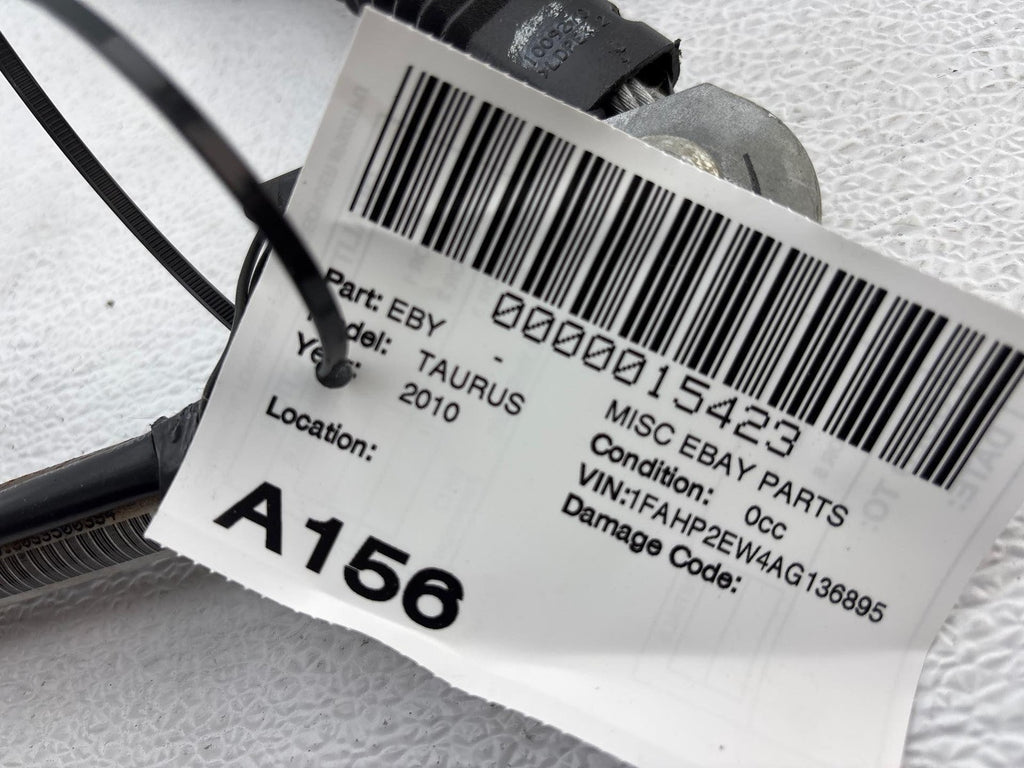 0000015423
Part: EBY - MISC EBAY PARTS
Model: TAURUS Condition: 0cc
Year: 2010 VIN:1FAHP2EW4AG136895
Location: Damage Code:
A156